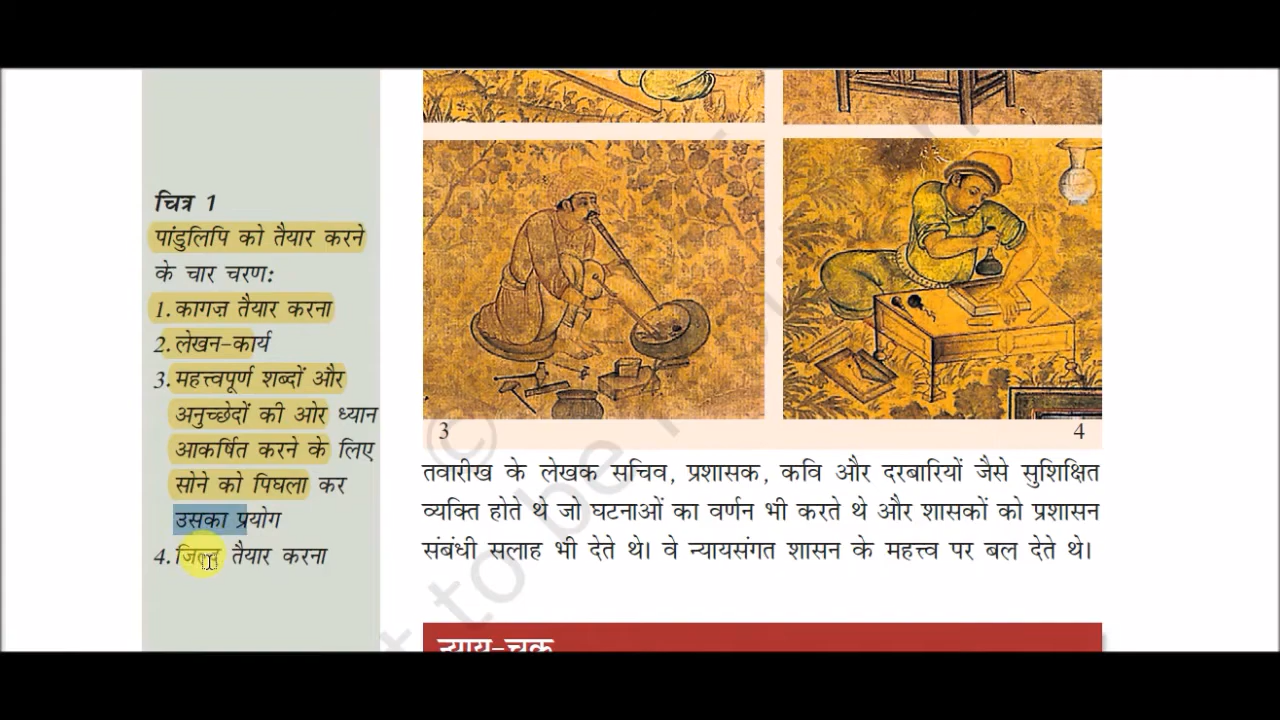 चित्र 1
पांडुलिपि को तैयार करने
के चार चरण:
1. कागज़ तैयार करना
2. लेखन-कार्य
3. महत्त्वपूर्ण शब्दों और
अनुच्छेदों की ओर ध्यान
आकर्षित करने के लिए
सोने को पिघला कर
उसका प्रयोग
4. जिल्द तैयार करना
3
4
तवारीख के लेखक सचिव, प्रशासक, कवि और दरबारियों जैसे सुशिक्षित
व्यक्ति होते थे जो घटनाओं का वर्णन भी करते थे और शासकों को प्रशासन
संबंधी सलाह भी देते थे। वे न्यायसंगत शासन के महत्त्व पर बल देते थे।
न्याय-चक्र